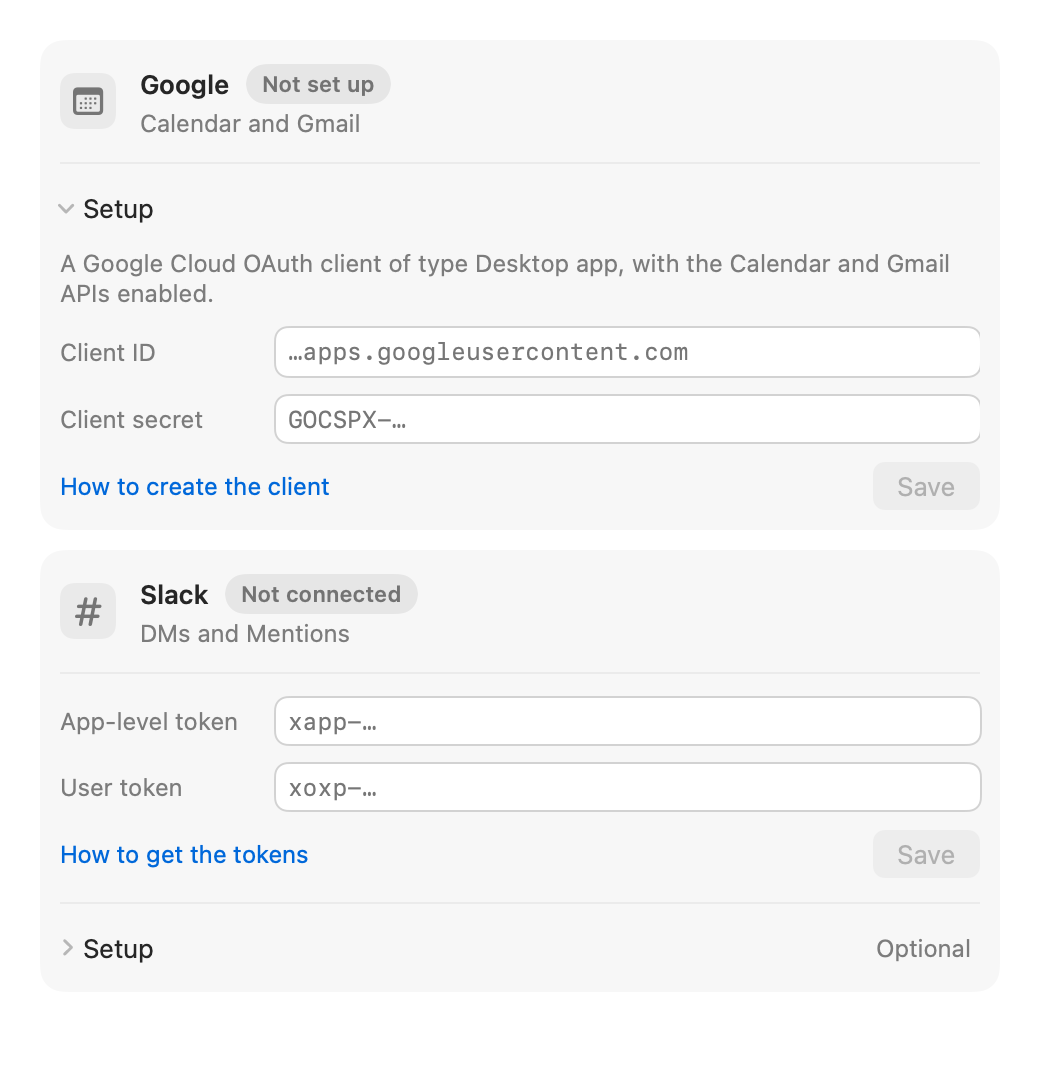 Google Not set up
Calendar and Gmail
Setup
A Google Cloud OAuth client of type Desktop app, with the Calendar and Gmail
APIs enabled.
Client ID …apps.googleusercontent.com
Client secret GOCSPX-…
How to create the client Save
# Slack Not connected
DMs and Mentions
App-level token xapp-…
User token xoxp-…
How to get the tokens Save
Setup Optional